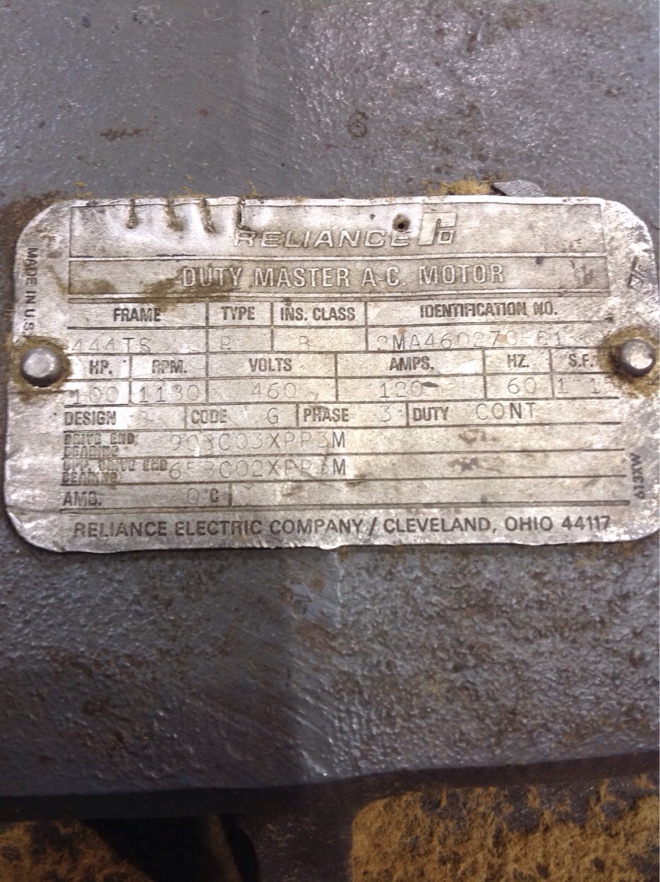 RELIANCE
DUTY MASTER A-C. MOTOR
MADE IN U.S.
FRAME TYPE INS. CLASS IDENTIFICATION NO.
444TS B
HP. RPM. VOLTS AMPS. HZ. S.F.
100 460 120 60
DESIGN CODE G PHASE 3 DUTY CONT
DRIVE END
BEARING
OPP. DRIVE END
BEARING
AMB. °C
613XW
RELIANCE ELECTRIC COMPANY / CLEVELAND, OHIO 44117